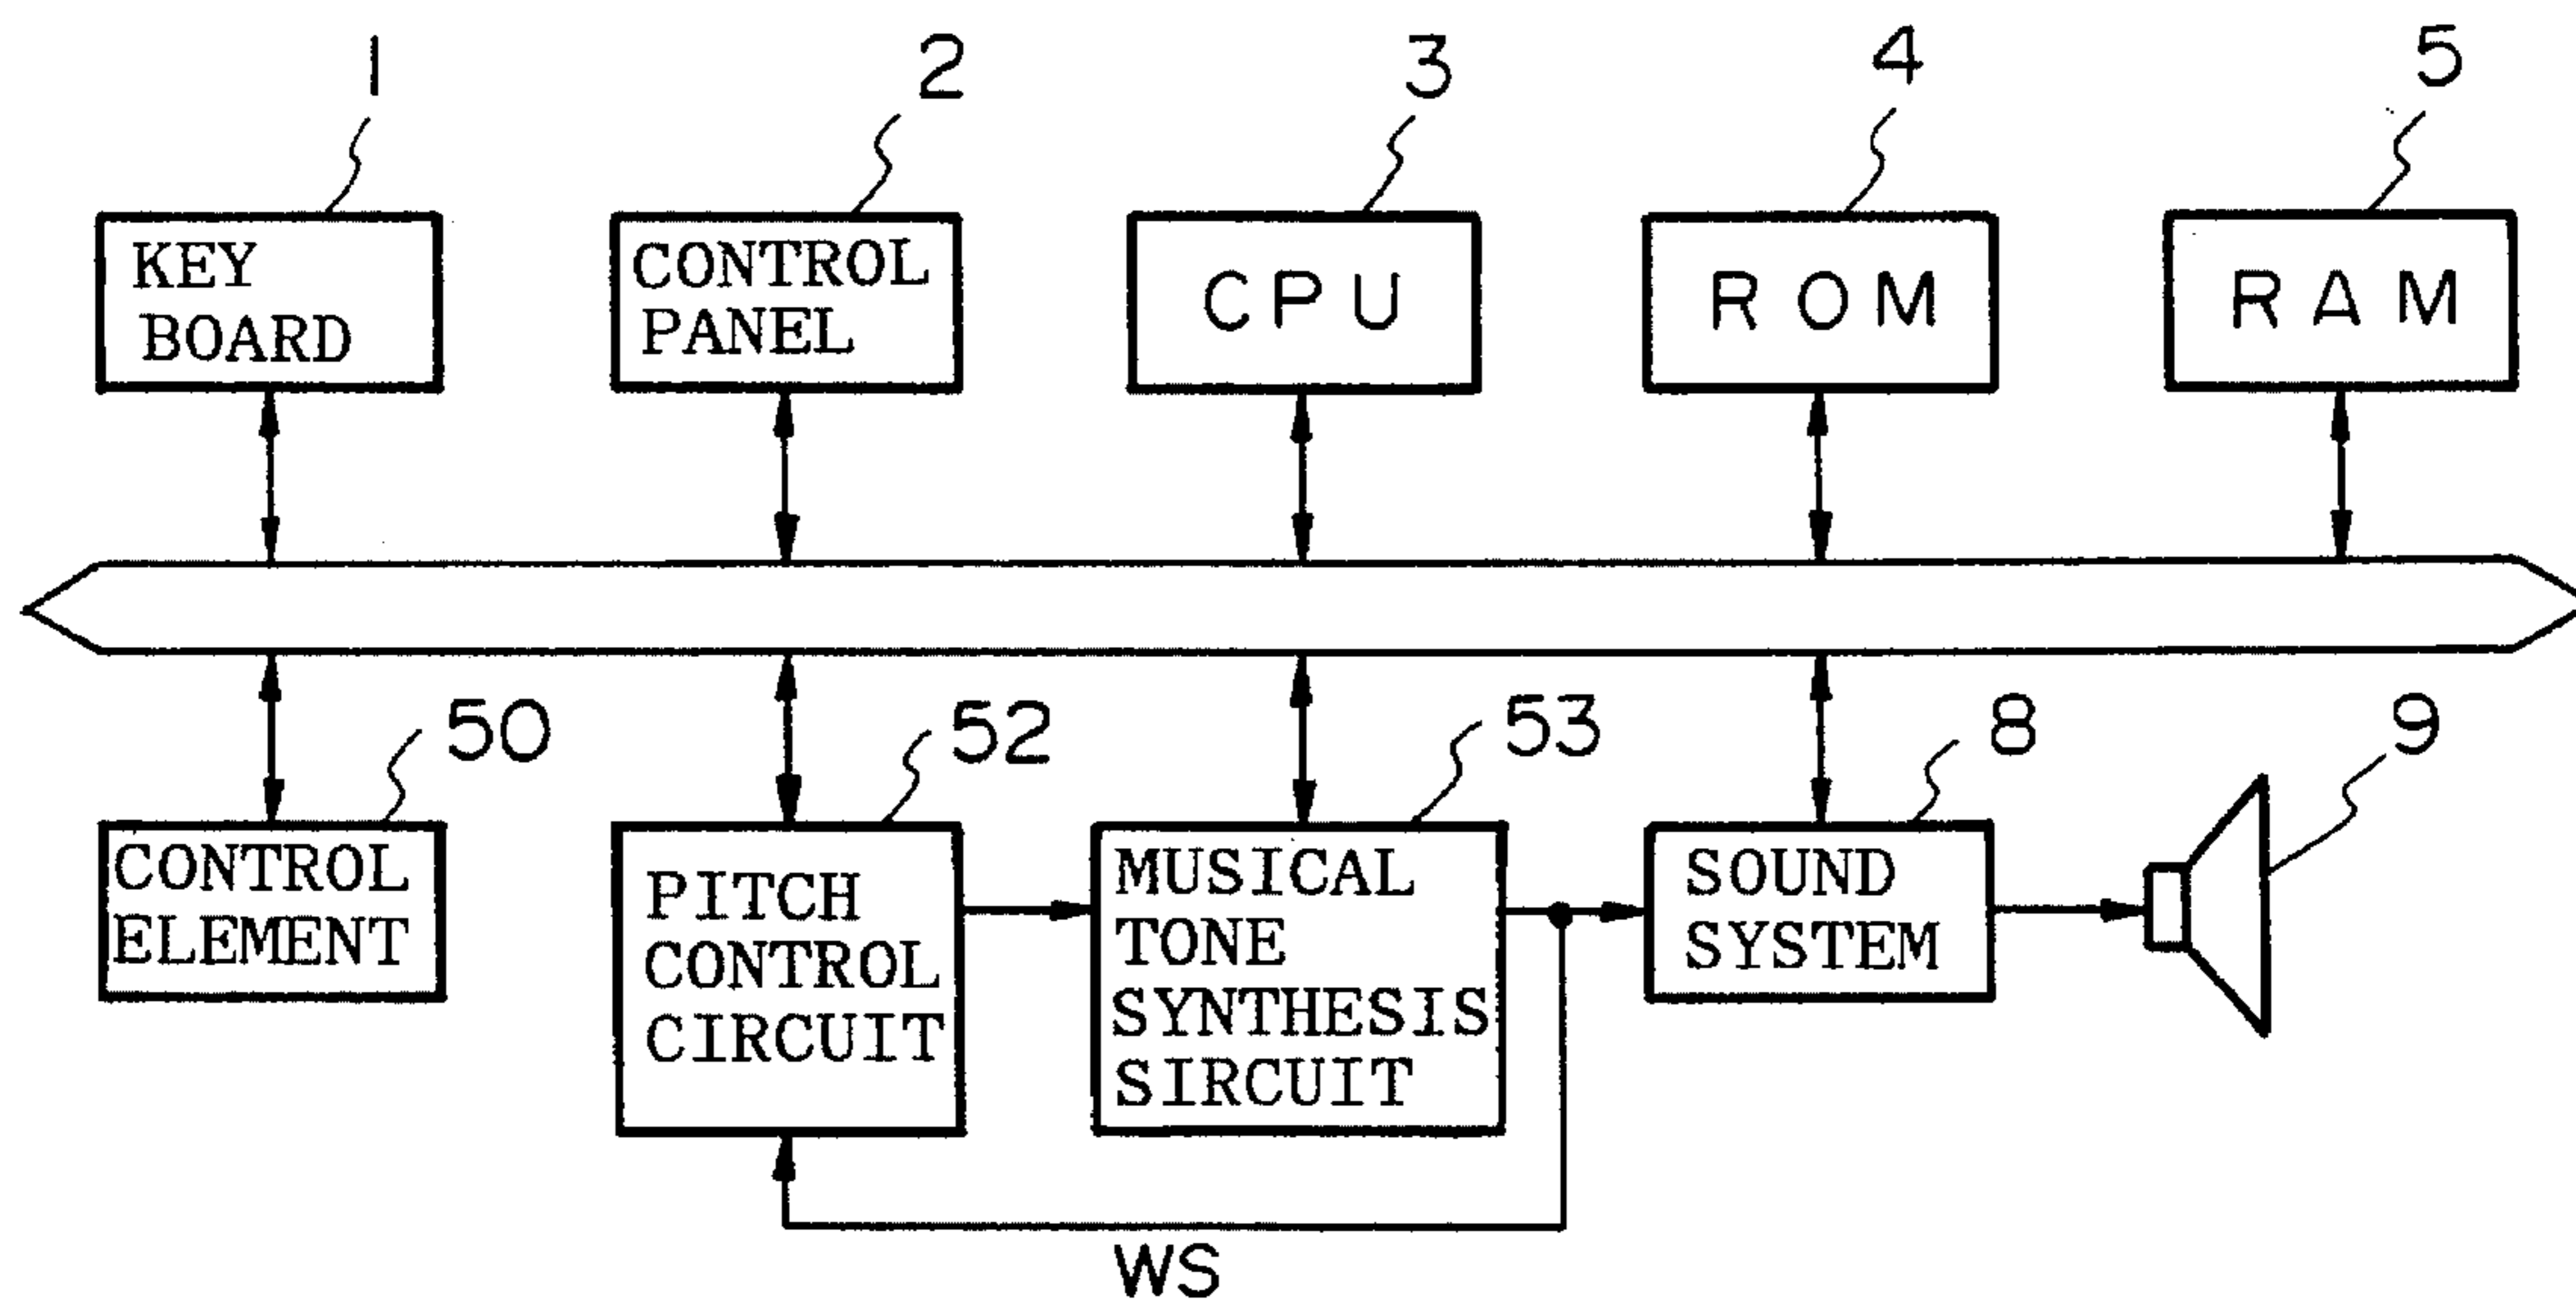 1
2
3
4
5
KEY
BOARD
CONTROL
PANEL
CPU
ROM
RAM
50
52
53
8
9
CONTROL
ELEMENT
PITCH
CONTROL
CIRCUIT
MUSICAL
TONE
SYNTHESIS
SIRCUIT
SOUND
SYSTEM
WS